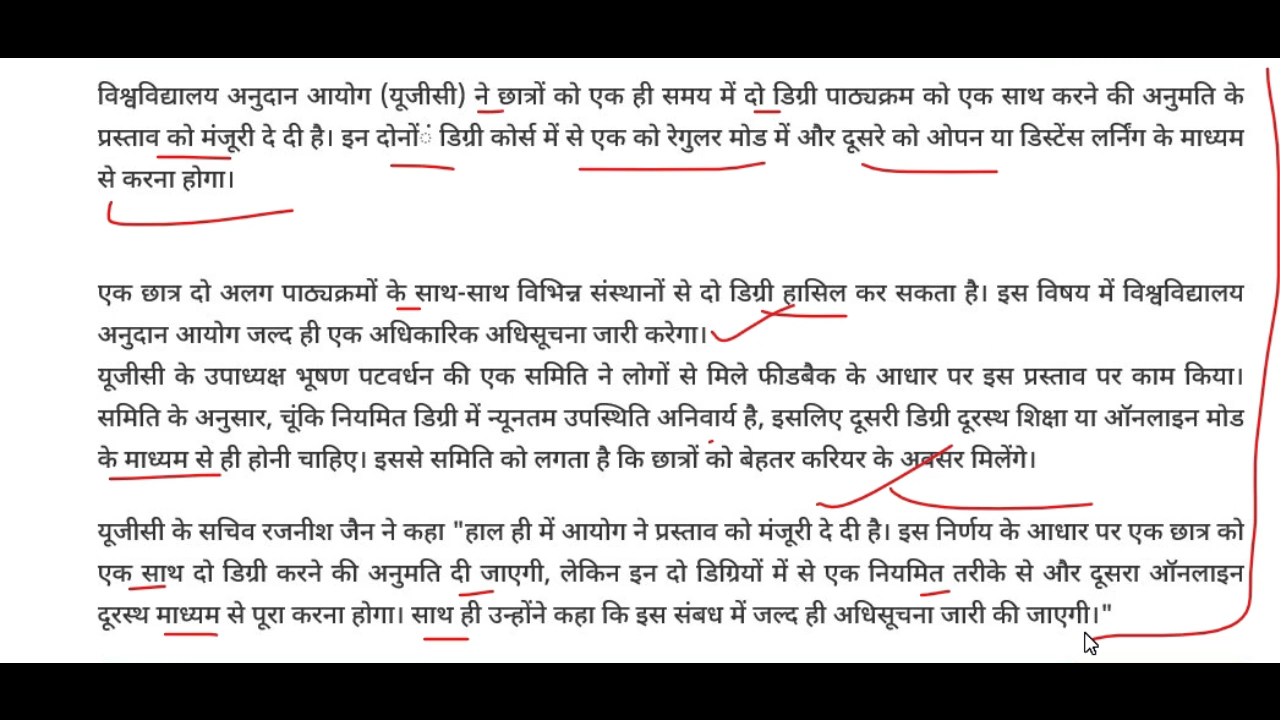 विश्वविद्यालय अनुदान आयोग (यूजीसी) ने छात्रों को एक ही समय में दो डिग्री पाठ्यक्रम को एक साथ करने की अनुमति के
प्रस्ताव को मंजूरी दे दी है। इन दोनोंं डिग्री कोर्स में से एक को रेगुलर मोड में और दूसरे को ओपन या डिस्टेंस लर्निंग के माध्यम
से करना होगा।
एक छात्र दो अलग पाठ्यक्रमों के साथ-साथ विभिन्न संस्थानों से दो डिग्री हासिल कर सकता है। इस विषय में विश्वविद्यालय
अनुदान आयोग जल्द ही एक अधिकारिक अधिसूचना जारी करेगा।
यूजीसी के उपाध्यक्ष भूषण पटवर्धन की एक समिति ने लोगों से मिले फीडबैक के आधार पर इस प्रस्ताव पर काम किया।
समिति के अनुसार, चूंकि नियमित डिग्री में न्यूनतम उपस्थिति अनिवार्य है, इसलिए दूसरी डिग्री दूरस्थ शिक्षा या ऑनलाइन मोड
के माध्यम से ही होनी चाहिए। इससे समिति को लगता है कि छात्रों को बेहतर करियर के अवसर मिलेंगे।
यूजीसी के सचिव रजनीश जैन ने कहा "हाल ही में आयोग ने प्रस्ताव को मंजूरी दे दी है। इस निर्णय के आधार पर एक छात्र को
एक साथ दो डिग्री करने की अनुमति दी जाएगी, लेकिन इन दो डिग्रियों में से एक नियमित तरीके से और दूसरा ऑनलाइन
दूरस्थ माध्यम से पूरा करना होगा। साथ ही उन्होंने कहा कि इस संबध में जल्द ही अधिसूचना जारी की जाएगी।"